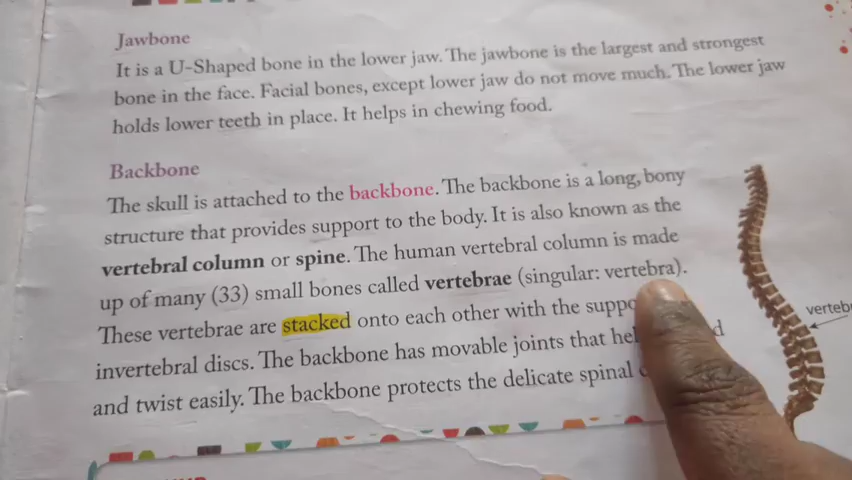 Jawbone
It is a U-Shaped bone in the lower jaw. The jawbone is the largest and strongest
bone in the face. Facial bones, except lower jaw do not move much. The lower jaw
holds lower teeth in place. It helps in chewing food.
Backbone
The skull is attached to the backbone. The backbone is a long, bony
structure that provides support to the body. It is also known as the
vertebral column or spine. The human vertebral column is made
up of many (33) small bones called vertebrae (singular: vertebra).
These vertebrae are stacked onto each other with the
invertebral discs. The backbone has movable joints that
and twist easily. The backbone protects the delicate spinal